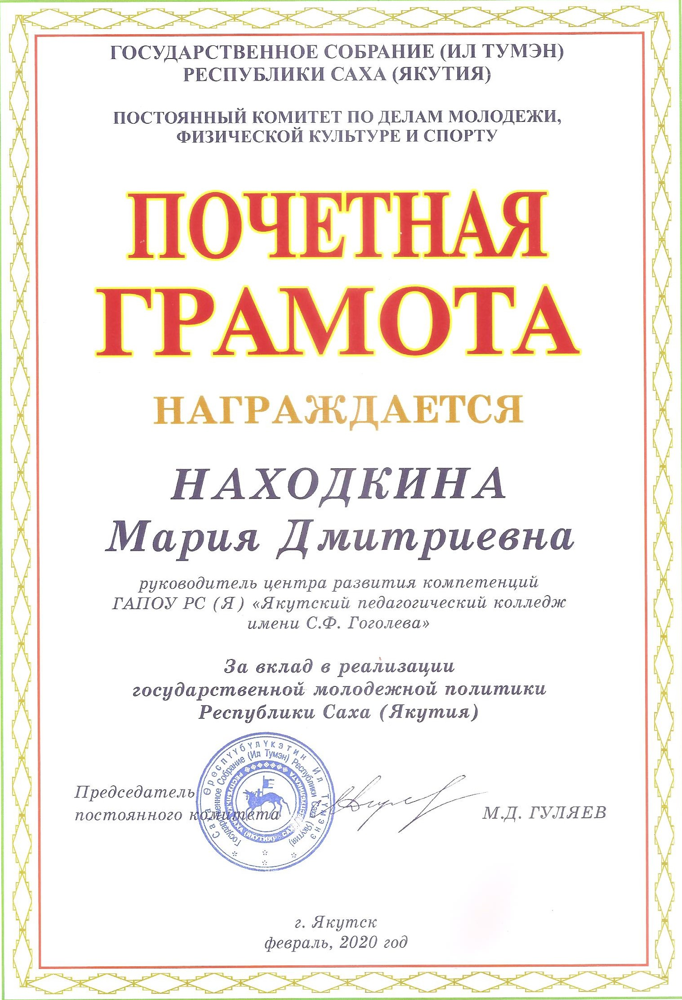 ГОСУДАРСТВЕННОЕ СОБРАНИЕ (ИЛ ТУМЭН)
РЕСПУБЛИКИ САХА (ЯКУТИЯ)
ПОСТОЯННЫЙ КОМИТЕТ ПО ДЕЛАМ МОЛОДЕЖИ,
ФИЗИЧЕСКОЙ КУЛЬТУРЕ И СПОРТУ
ПОЧЕТНАЯ
ГРАМОТА
НАГРАЖДАЕТСЯ
НАХОДКИНА
Мария Дмитриевна
руководитель центра развития компетенций
ГАПОУ РС (Я) «Якутский педагогический колледж
имени С.Ф. Гоголева»
За вклад в реализации
государственной молодежной политики
Республики Саха (Якутия)
Саха Өрөспүүбүлүкэтин Ил Түмэнэ
Государственное Собрание (Ил Тумэн) Республики Саха (Якутия)
РЕСПУБЛИКА САХА (ЯКУТИЯ)
Председатель
постоянного комитета
М.Д. ГУЛЯЕВ
г. Якутск
февраль, 2020 год